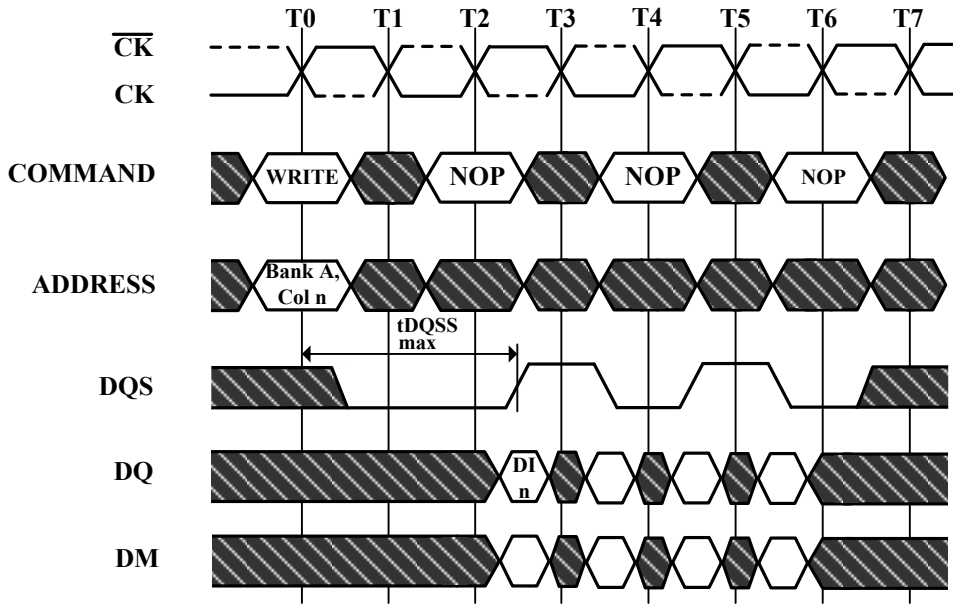 T0 T1 T2 T3 T4 T5 T6 T7
CK
CK
COMMAND WRITE NOP NOP NOP
ADDRESS Bank A,
Col n
tDQSS
max
DQS
DQ DI
n
DM